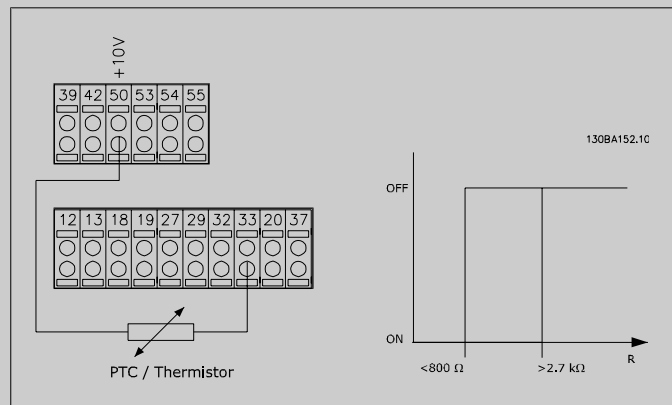 +10V
39 42 50 53 54 55
130BA152.10
OFF
12 13 18 19 27 29 32 33 20 37
ON
R
<800 Ω >2.7 kΩ
PTC / Thermistor